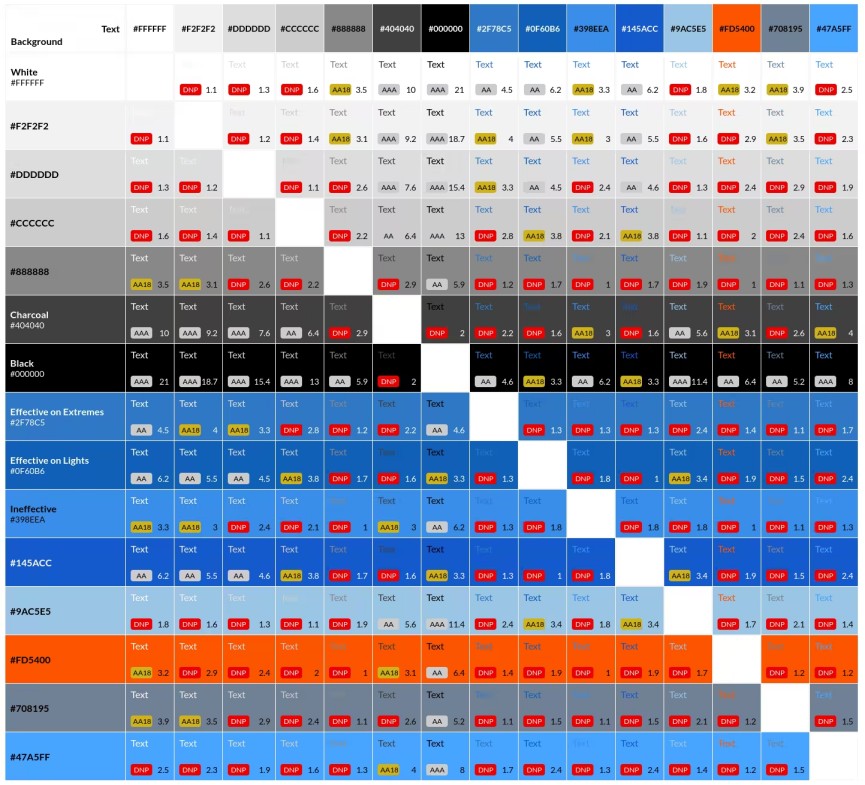 Text #FFFFFF #F2F2F2 #DDDDDD #CCCCCC #888888 #404040 #000000 #2F78C5 #0F60B6 #398EEA #145ACC #9AC5E5 #FD5400 #708195 #47A5FF
Background
Text Text Text Text Text Text Text Text Text Text Text Text Text Text
White
#FFFFFF
DNP 1.1 DNP 1.3 DNP 1.6 AA18 3.5 AAA 10 AAA 21 AA 4.5 AA 6.2 AA18 3.3 AA 6.2 DNP 1.8 AA18 3.2 AA18 3.9 DNP 2.5
Text Text Text Text Text Text Text Text Text Text Text Text Text Text
#F2F2F2
DNP 1.1 DNP 1.2 DNP 1.4 AA18 3.1 AAA 9.2 AAA 18.7 AA18 4 AA 5.5 AA18 3 AA 5.5 DNP 1.6 DNP 2.9 AA18 3.5 DNP 2.3
Text Text Text Text Text Text Text Text Text Text Text Text Text Text
#DDDDDD
DNP 1.3 DNP 1.2 DNP 1.1 DNP 2.6 AAA 7.6 AAA 15.4 AA18 3.3 AA 4.5 DNP 2.4 AA 4.6 DNP 1.3 DNP 2.4 DNP 2.9 DNP 1.9
Text Text Text Text Text Text Text Text Text Text Text Text Text Text
#CCCCCC
DNP 1.6 DNP 1.4 DNP 1.1 DNP 2.2 AA 6.4 AAA 13 DNP 2.8 AA18 3.8 DNP 2.1 AA18 3.8 DNP 1.1 DNP 2 DNP 2.4 DNP 1.6
Text Text Text Text Text Text Text Text Text Text Text Text Text Text
#888888
AA18 3.5 AA18 3.1 DNP 2.6 DNP 2.2 DNP 2.9 AA 5.9 DNP 1.2 DNP 1.7 DNP 1 DNP 1.7 DNP 1.9 DNP 1 DNP 1.1 DNP 1.3
Text Text Text Text Text Text Text Text Text Text Text Text Text Text
Charcoal
#404040
AAA 10 AAA 9.2 AAA 7.6 AA 6.4 DNP 2.9 DNP 2 DNP 2.2 DNP 1.6 AA18 3 DNP 1.6 AA 5.6 AA18 3.1 DNP 2.6 AA18 4
Text Text Text Text Text Text Text Text Text Text Text Text Text Text
Black
#000000
AAA 21 AAA 18.7 AAA 15.4 AAA 13 AA 5.9 DNP 2 AA 4.6 AA18 3.3 AA 6.2 AA18 3.3 AAA 11.4 AA 6.4 AA 5.2 AAA 8
Text Text Text Text Text Text Text Text Text Text Text Text Text Text
Effective on Extremes
#2F78C5
AA 4.5 AA18 4 AA18 3.3 DNP 2.8 DNP 1.2 DNP 2.2 AA 4.6 DNP 1.3 DNP 1.3 DNP 1.3 DNP 2.4 DNP 1.4 DNP 1.1 DNP 1.7
Text Text Text Text Text Text Text Text Text Text Text Text Text Text
Effective on Lights
#0F60B6
AA 6.2 AA 5.5 AA 4.5 AA18 3.8 DNP 1.7 DNP 1.6 AA18 3.3 DNP 1.3 DNP 1.8 DNP 1 AA18 3.4 DNP 1.9 DNP 1.5 DNP 2.4
Text Text Text Text Text Text Text Text Text Text Text Text Text Text
Ineffective
#398EEA
AA18 3.3 AA18 3 DNP 2.4 DNP 2.1 DNP 1 AA18 3 AA 6.2 DNP 1.3 DNP 1.8 DNP 1.8 DNP 1.8 DNP 1 DNP 1.1 DNP 1.3
Text Text Text Text Text Text Text Text Text Text Text Text Text Text
#145ACC
AA 6.2 AA 5.5 AA 4.6 AA18 3.8 DNP 1.7 DNP 1.6 AA18 3.3 DNP 1.3 DNP 1 DNP 1.8 AA18 3.4 DNP 1.9 DNP 1.5 DNP 2.4
Text Text Text Text Text Text Text Text Text Text Text Text Text Text
#9AC5E5
DNP 1.8 DNP 1.6 DNP 1.3 DNP 1.1 DNP 1.9 AA 5.6 AAA 11.4 DNP 2.4 AA18 3.4 DNP 1.8 AA18 3.4 DNP 1.7 DNP 2.1 DNP 1.4
Text Text Text Text Text Text Text Text Text Text Text Text Text Text
#FD5400
AA18 3.2 DNP 2.9 DNP 2.4 DNP 2 DNP 1 AA18 3.1 AA 6.4 DNP 1.4 DNP 1.9 DNP 1 DNP 1.9 DNP 1.7 DNP 1.2 DNP 1.2
Text Text Text Text Text Text Text Text Text Text Text Text Text Text
#708195
AA18 3.9 AA18 3.5 DNP 2.9 DNP 2.4 DNP 1.1 DNP 2.6 AA 5.2 DNP 1.1 DNP 1.5 DNP 1.1 DNP 1.5 DNP 2.1 DNP 1.2 DNP 1.5
Text Text Text Text Text Text Text Text Text Text Text Text Text Text
#47A5FF
DNP 2.5 DNP 2.3 DNP 1.9 DNP 1.6 DNP 1.3 AA18 4 AAA 8 DNP 1.7 DNP 2.4 DNP 1.3 DNP 2.4 DNP 1.4 DNP 1.2 DNP 1.5